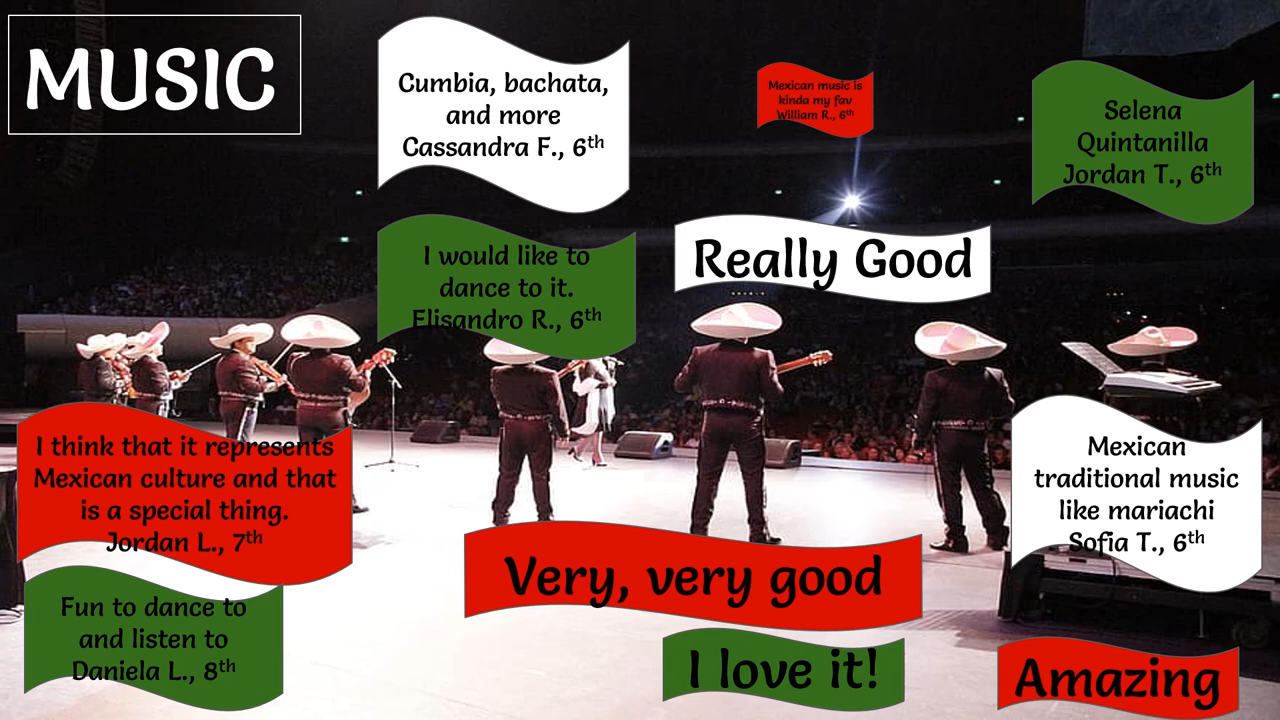 MUSIC
Cumbia, bachata,
and more
Cassandra F., 6th
Mexican music is
kinda my fav
William R., 6th
Selena
Quintanilla
Jordan T., 6th
I would like to
dance to it.
Elisandro R., 6th
Really Good
I think that it represents
Mexican culture and that
is a special thing.
Jordan L., 7th
Mexican
traditional music
like mariachi
Sofia T., 6th
Very, very good
Fun to dance to
and listen to
Daniela L., 8th
I love it!
Amazing